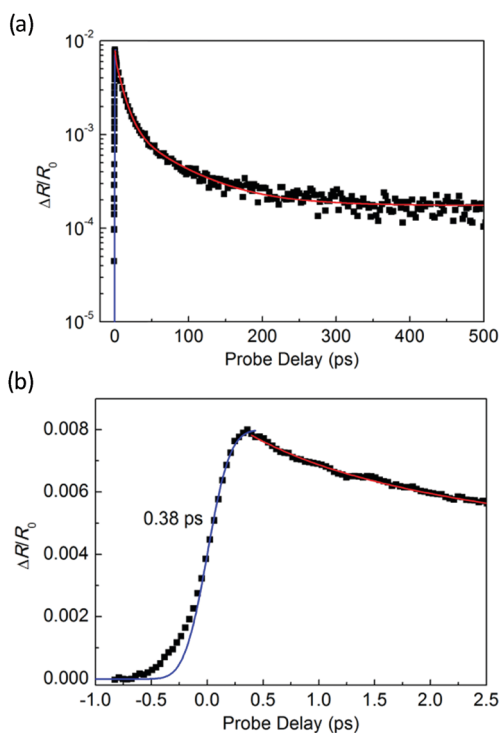 (a)
10⁻²
10⁻³
10⁻⁴
10⁻⁵
ΔR/R₀
0 100 200 300 400 500
Probe Delay (ps)
(b)
0.008
0.006
0.004
0.002
0.000
ΔR/R₀
0.38 ps
-1.0 -0.5 0.0 0.5 1.0 1.5 2.0 2.5
Probe Delay (ps)